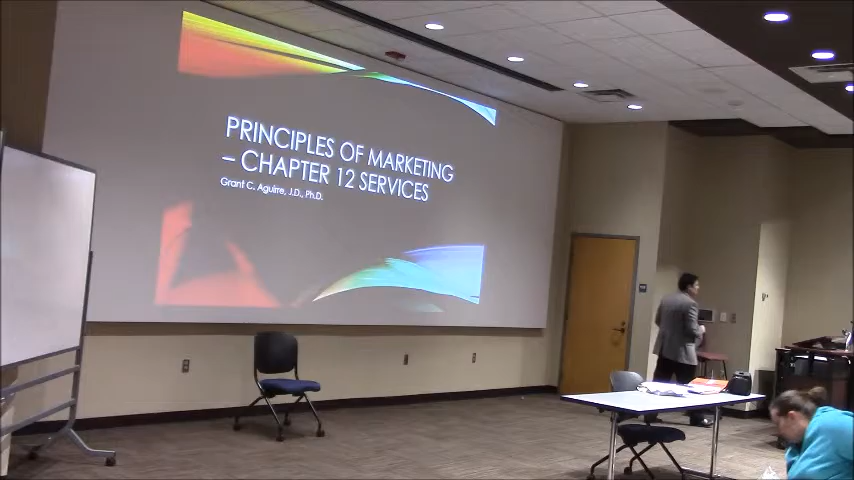 PRINCIPLES OF MARKETING
– CHAPTER 12 SERVICES
Grant C. Aguirre, J.D., Ph.D.